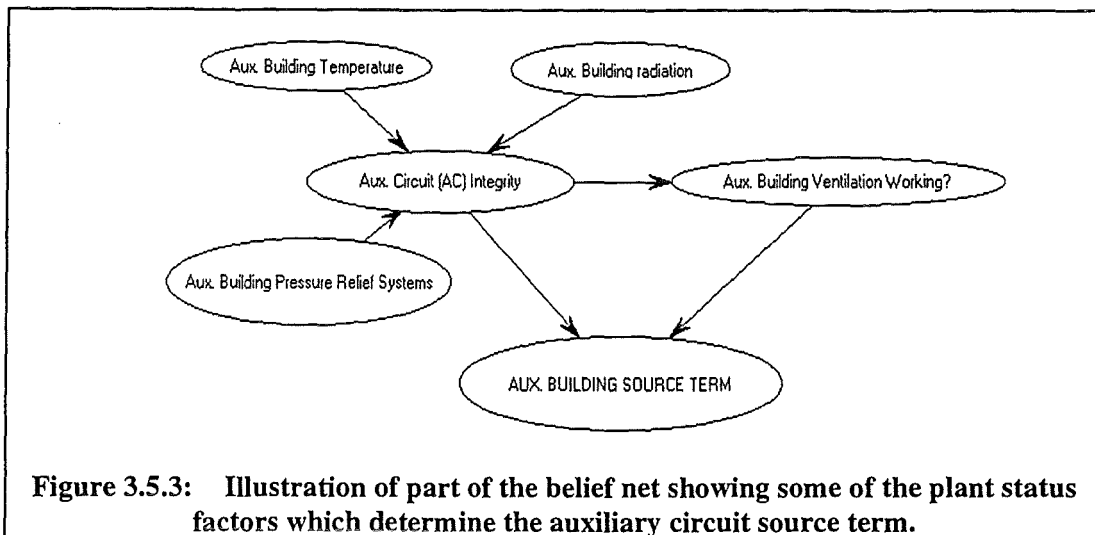 Aux. Building Temperature
Aux. Building radiation
Aux. Circuit (AC) Integrity
Aux. Building Ventilation Working?
Aux. Building Pressure Relief Systems
AUX. BUILDING SOURCE TERM
Figure 3.5.3: Illustration of part of the belief net showing some of the plant status
factors which determine the auxiliary circuit source term.